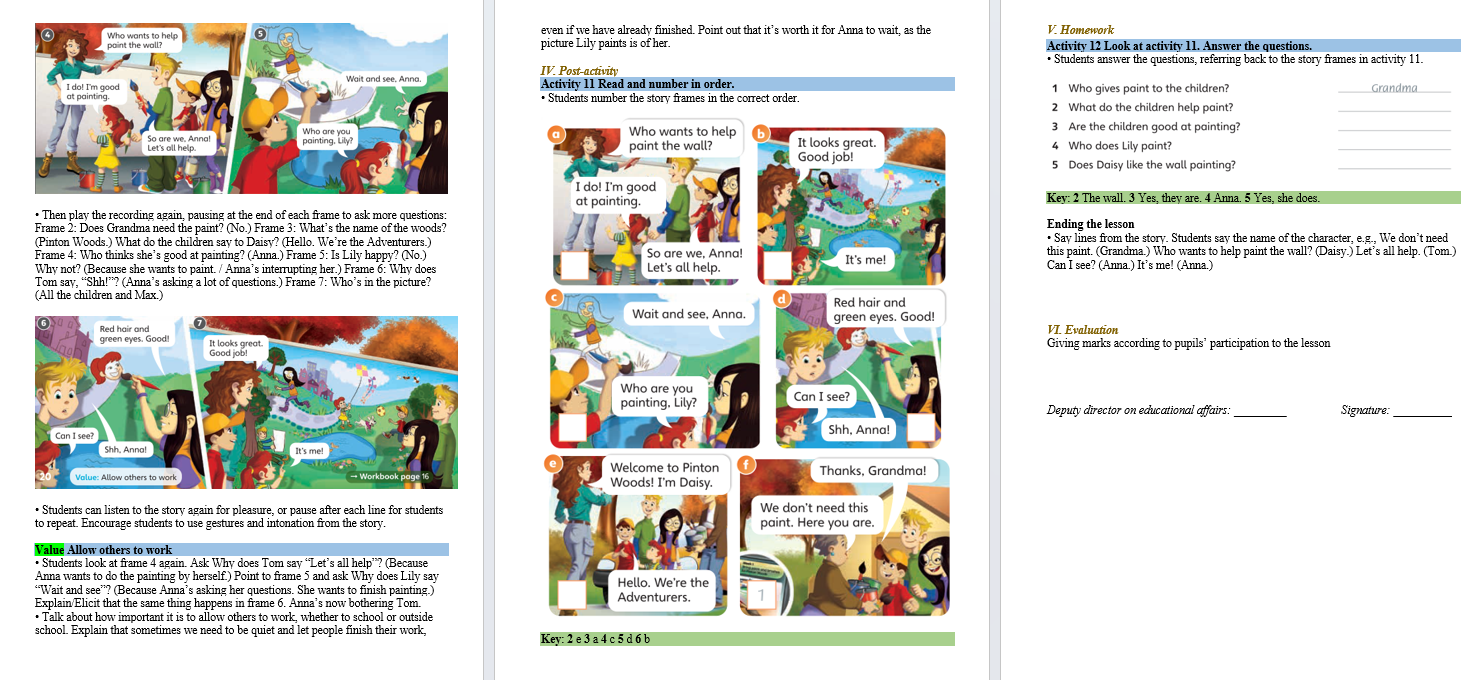 4
Who wants to help
paint the wall?
I do! I'm good
at painting.
So are we, Anna!
Let's all help.
5
Wait and see, Anna.
Who are you
painting, Lily?
• Then play the recording again, pausing at the end of each frame to ask more questions:
Frame 2: Does Grandma need the paint? (No.) Frame 3: What's the name of the woods?
(Pinton Woods.) What do the children say to Daisy? (Hello. We're the Adventurers.)
Frame 4: Who thinks she's good at painting? (Anna.) Frame 5: Is Lily happy? (No.)
Why not? (Because she wants to paint. / Anna's interrupting her.) Frame 6: Why does
Tom say, “Shh!”? (Anna's asking a lot of questions.) Frame 7: Who's in the picture?
(All the children and Max.)
6
Red hair and
green eyes. Good!
Can I see?
Shh, Anna!
7
It looks great.
Good job!
It's me!
20
Value: Allow others to work
→ Workbook page 16
• Students can listen to the story again for pleasure, or pause after each line for students
to repeat. Encourage students to use gestures and intonation from the story.
Value Allow others to work
• Students look at frame 4 again. Ask Why does Tom say “Let's all help”? (Because
Anna wants to do the painting by herself.) Point to frame 5 and ask Why does Lily say
“Wait and see”? (Because Anna's asking her questions. She wants to finish painting.)
Explain/Elicit that the same thing happens in frame 6. Anna's now bothering Tom.
• Talk about how important it is to allow others to work, whether to school or outside
school. Explain that sometimes we need to be quiet and let people finish their work,
even if we have already finished. Point out that it's worth it for Anna to wait, as the
picture Lily paints is of her.
IV. Post-activity
Activity 11 Read and number in order.
• Students number the story frames in the correct order.
a
Who wants to help
paint the wall?
I do! I'm good
at painting.
So are we, Anna!
Let's all help.
b
It looks great.
Good job!
It's me!
c
Wait and see, Anna.
Who are you
painting, Lily?
d
Red hair and
green eyes. Good!
Can I see?
Shh, Anna!
e
Welcome to Pinton
Woods! I'm Daisy.
Hello. We're the
Adventurers.
f
Thanks, Grandma!
We don't need this
paint. Here you are.
1
Key: 2 e 3 a 4 c 5 d 6 b
V. Homework
Activity 12 Look at activity 11. Answer the questions.
• Students answer the questions, referring back to the story frames in activity 11.
1 Who gives paint to the children? Grandma
2 What do the children help paint?
3 Are the children good at painting?
4 Who does Lily paint?
5 Does Daisy like the wall painting?
Key: 2 The wall. 3 Yes, they are. 4 Anna. 5 Yes, she does.
Ending the lesson
• Say lines from the story. Students say the name of the character, e.g., We don't need
this paint. (Grandma.) Who wants to help paint the wall? (Daisy.) Let's all help. (Tom.)
Can I see? (Anna.) It's me! (Anna.)
VI. Evaluation
Giving marks according to pupils' participation to the lesson
Deputy director on educational affairs: ________ Signature: _________